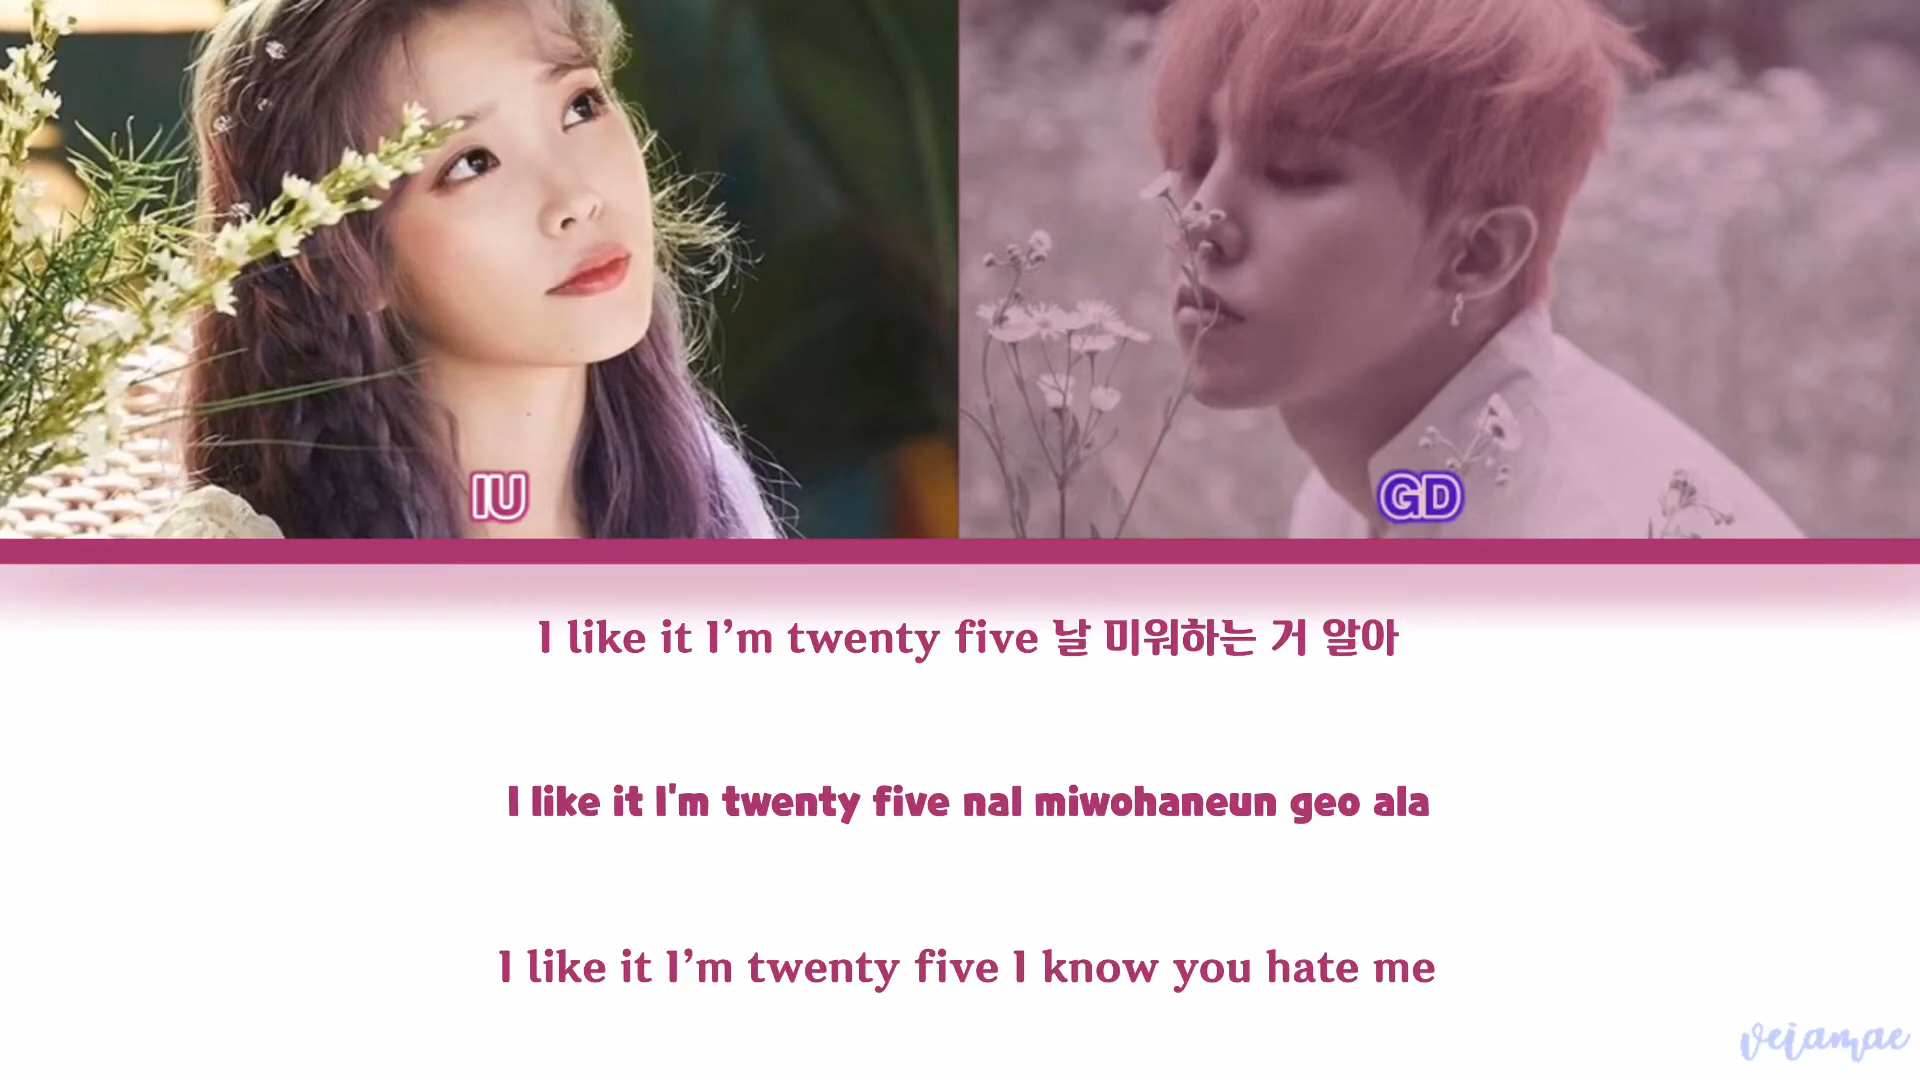 IU
GD
I like it I’m twenty five 날 미워하는 거 알아
I like it I'm twenty five nal miwohaneun geo ala
I like it I’m twenty five I know you hate me
veiamae